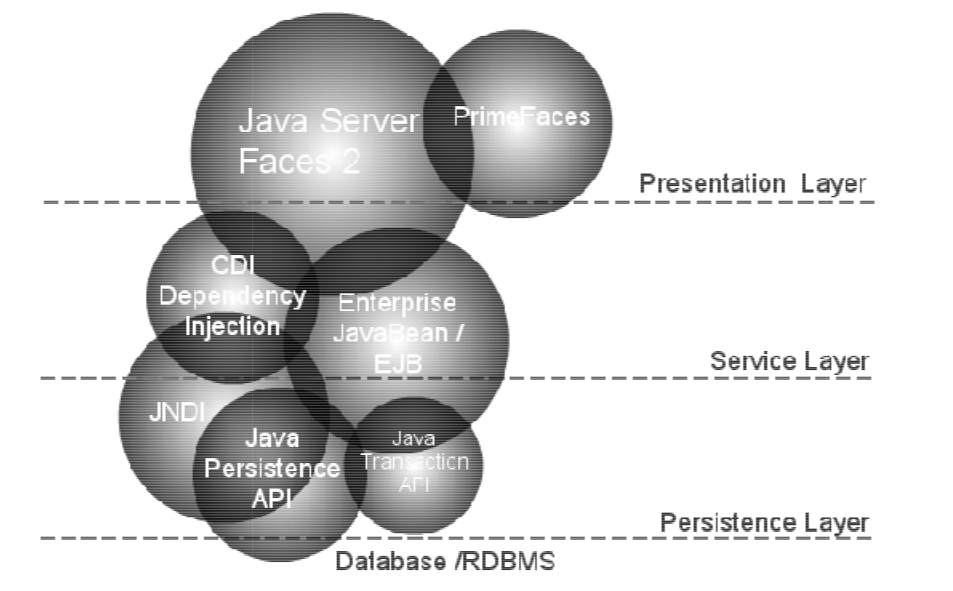 Java Server
Faces 2
PrimeFaces
Presentation Layer
CDI
Dependency
Injection
Enterprise
JavaBean /
EJB
Service Layer
JNDI
Java
Persistence
API
Java
Transaction
API
Persistence Layer
Database /RDBMS